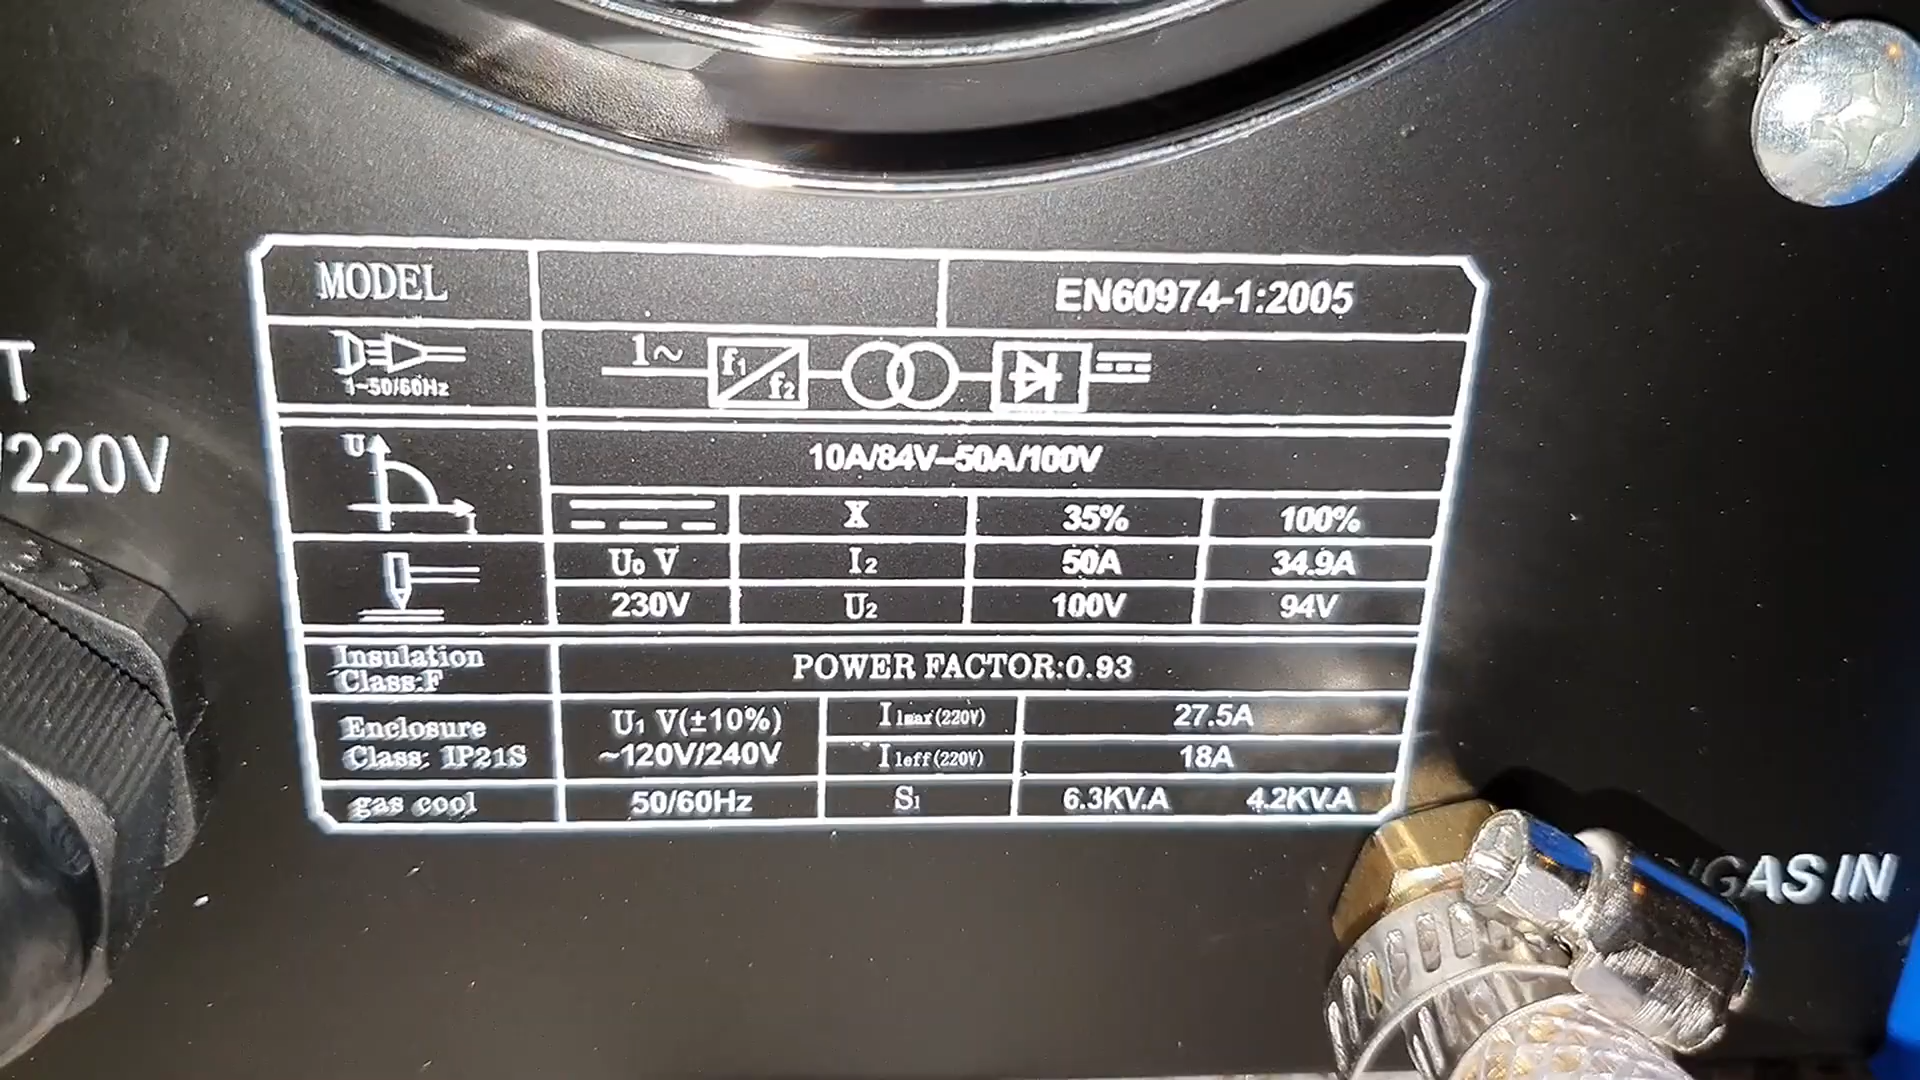 MODEL EN60974-1:2005
1~ f1 f2
1~50/60Hz
T
/220V
U 10A/84V-50A/100V
I X 35% 100%
U0 V I2 50A 34.9A
230V U2 100V 94V
Insulation
Class:F
POWER FACTOR:0.93
Enclosure
Class: IP21S
U1 V(±10%)
~120V/240V
I1max(220V) 27.5A
I1eff(220V) 18A
gas cool 50/60Hz S1 6.3KV.A 4.2KV.A
GAS IN